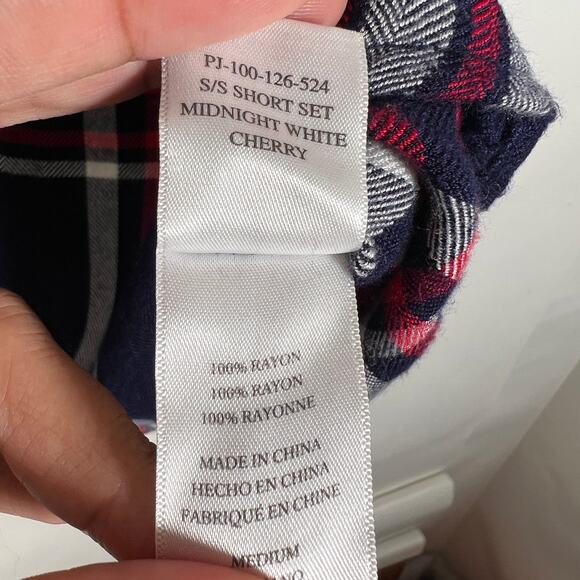 PJ-100-126-524
S/S SHORT SET
MIDNIGHT WHITE
CHERRY
100% RAYON
100% RAYON
100% RAYONNE
MADE IN CHINA
HECHO EN CHINA
FABRIQUÉ EN CHINE
MEDIUM